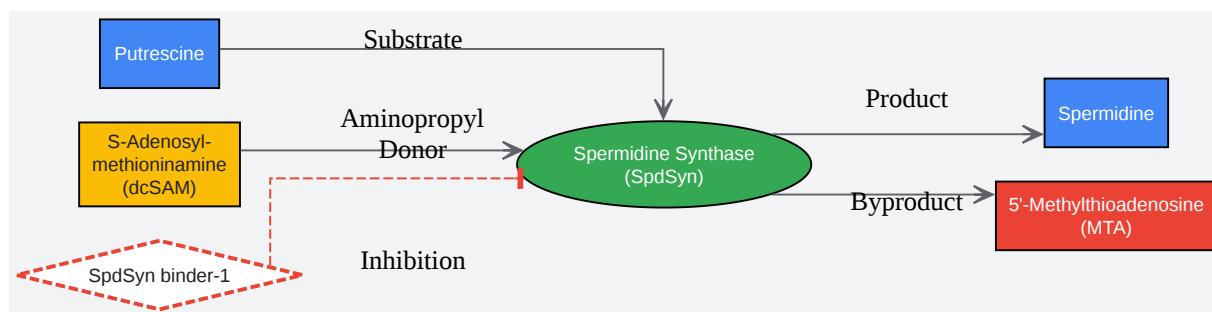 Putrescine
Substrate
S-Adenosyl-
methioninamine
(dcSAM)
Aminopropyl
Donor
Spermidine Synthase
(SpdSyn)
Product
Spermidine
Byproduct
5'-Methylthioadenosine
(MTA)
SpdSyn binder-1
Inhibition